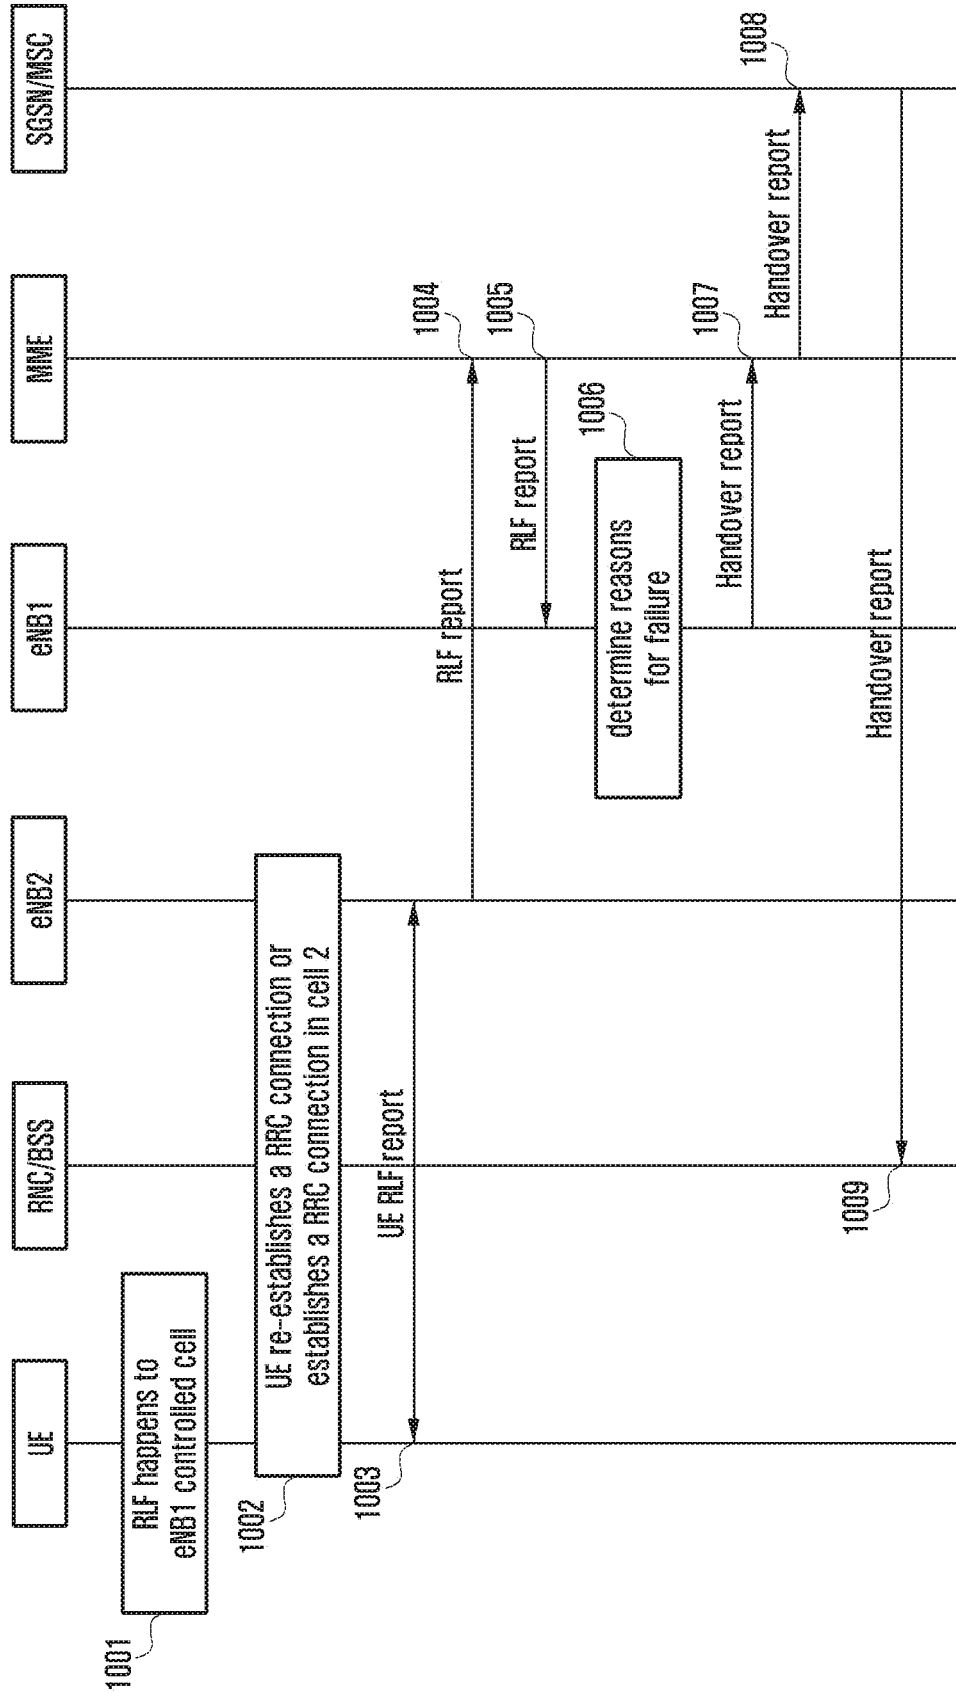 UE
RNC/BSS
eNB2
eNB1
MME
SGSN/MSC
1001
RLF happens to
eNB1 controlled cell
1002
UE re-establishes a RRC connection or
establishes a RRC connection in cell 2
1003
UE RLF report
RLF report
1004
RLF report
1005
determine reasons
for failure
1006
Handover report
1007
Handover report
1008
Handover report
1009